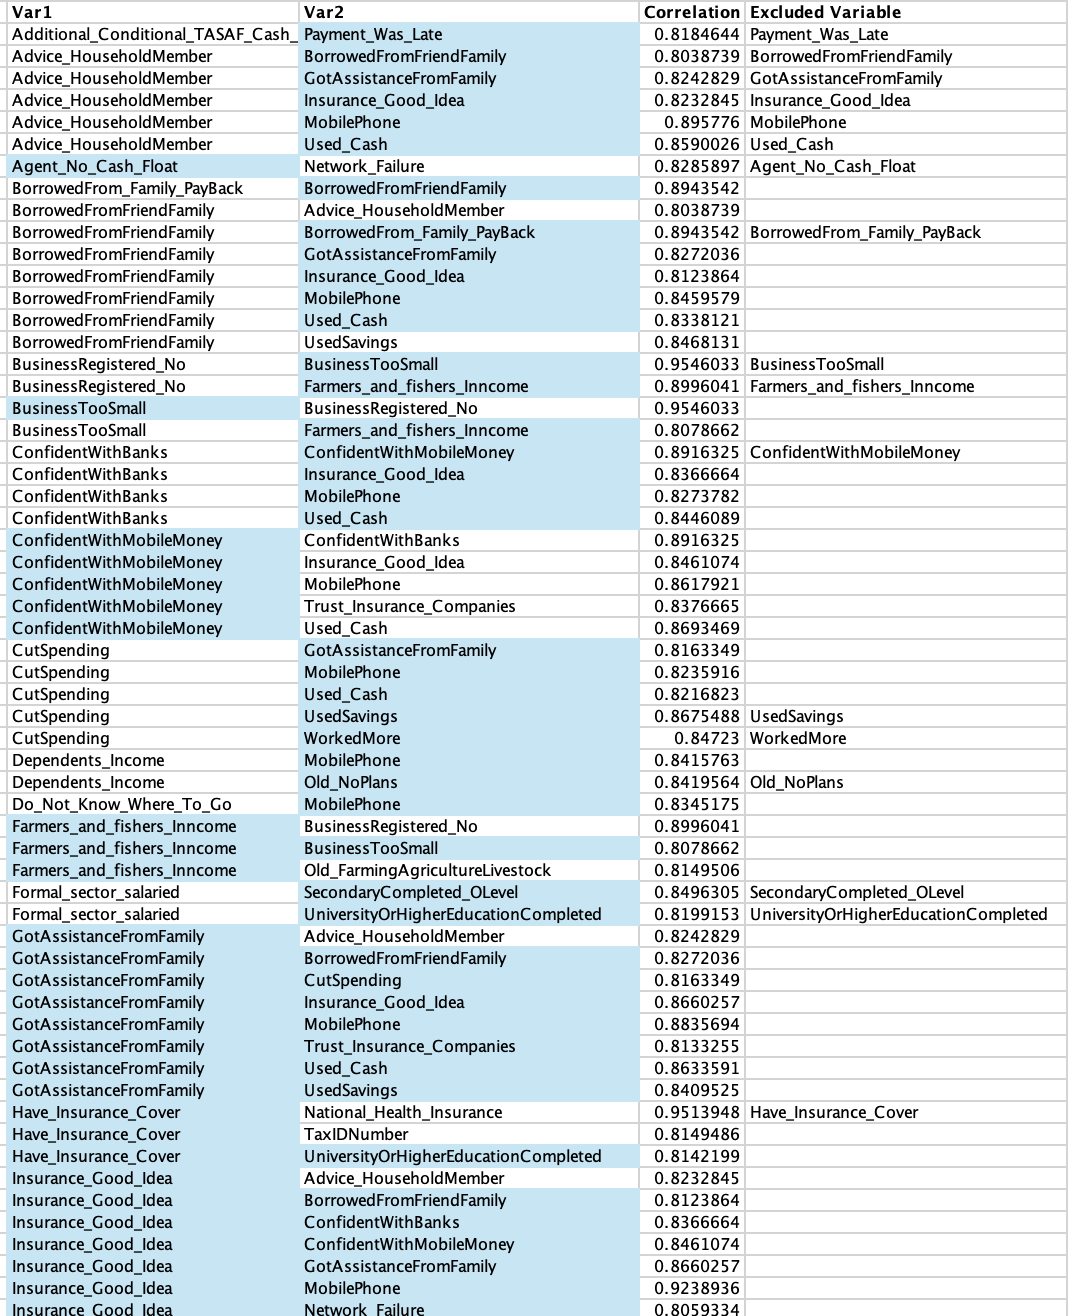 Var1 Var2 Correlation Excluded Variable
Additional_Conditional_TASAF_Cash_ Payment_Was_Late 0.8184644 Payment_Was_Late
Advice_HouseholdMember BorrowedFromFriendFamily 0.8038739 BorrowedFromFriendFamily
Advice_HouseholdMember GotAssistanceFromFamily 0.8242829 GotAssistanceFromFamily
Advice_HouseholdMember Insurance_Good_Idea 0.8232845 Insurance_Good_Idea
Advice_HouseholdMember MobilePhone 0.895776 MobilePhone
Advice_HouseholdMember Used_Cash 0.8590026 Used_Cash
Agent_No_Cash_Float Network_Failure 0.8285897 Agent_No_Cash_Float
BorrowedFrom_Family_PayBack BorrowedFromFriendFamily 0.8943542
BorrowedFromFriendFamily Advice_HouseholdMember 0.8038739
BorrowedFromFriendFamily BorrowedFrom_Family_PayBack 0.8943542 BorrowedFrom_Family_PayBack
BorrowedFromFriendFamily GotAssistanceFromFamily 0.8272036
BorrowedFromFriendFamily Insurance_Good_Idea 0.8123864
BorrowedFromFriendFamily MobilePhone 0.8459579
BorrowedFromFriendFamily Used_Cash 0.8338121
BorrowedFromFriendFamily UsedSavings 0.8468131
BusinessRegistered_No BusinessTooSmall 0.9546033 BusinessTooSmall
BusinessRegistered_No Farmers_and_fishers_Inncome 0.8996041 Farmers_and_fishers_Inncome
BusinessTooSmall BusinessRegistered_No 0.9546033
BusinessTooSmall Farmers_and_fishers_Inncome 0.8078662
ConfidentWithBanks ConfidentWithMobileMoney 0.8916325 ConfidentWithMobileMoney
ConfidentWithBanks Insurance_Good_Idea 0.8366664
ConfidentWithBanks MobilePhone 0.8273782
ConfidentWithBanks Used_Cash 0.8446089
ConfidentWithMobileMoney ConfidentWithBanks 0.8916325
ConfidentWithMobileMoney Insurance_Good_Idea 0.8461074
ConfidentWithMobileMoney MobilePhone 0.8617921
ConfidentWithMobileMoney Trust_Insurance_Companies 0.8376665
ConfidentWithMobileMoney Used_Cash 0.8693469
CutSpending GotAssistanceFromFamily 0.8163349
CutSpending MobilePhone 0.8235916
CutSpending Used_Cash 0.8216823
CutSpending UsedSavings 0.8675488 UsedSavings
CutSpending WorkedMore 0.84723 WorkedMore
Dependents_Income MobilePhone 0.8415763
Dependents_Income Old_NoPlans 0.8419564 Old_NoPlans
Do_Not_Know_Where_To_Go MobilePhone 0.8345175
Farmers_and_fishers_Inncome BusinessRegistered_No 0.8996041
Farmers_and_fishers_Inncome BusinessTooSmall 0.8078662
Farmers_and_fishers_Inncome Old_FarmingAgricultureLivestock 0.8149506
Formal_sector_salaried SecondaryCompleted_OLevel 0.8496305 SecondaryCompleted_OLevel
Formal_sector_salaried UniversityOrHigherEducationCompleted 0.8199153 UniversityOrHigherEducationCompleted
GotAssistanceFromFamily Advice_HouseholdMember 0.8242829
GotAssistanceFromFamily BorrowedFromFriendFamily 0.8272036
GotAssistanceFromFamily CutSpending 0.8163349
GotAssistanceFromFamily Insurance_Good_Idea 0.8660257
GotAssistanceFromFamily MobilePhone 0.8835694
GotAssistanceFromFamily Trust_Insurance_Companies 0.8133255
GotAssistanceFromFamily Used_Cash 0.8633591
GotAssistanceFromFamily UsedSavings 0.8409525
Have_Insurance_Cover National_Health_Insurance 0.9513948 Have_Insurance_Cover
Have_Insurance_Cover TaxIDNumber 0.8149486
Have_Insurance_Cover UniversityOrHigherEducationCompleted 0.8142199
Insurance_Good_Idea Advice_HouseholdMember 0.8232845
Insurance_Good_Idea BorrowedFromFriendFamily 0.8123864
Insurance_Good_Idea ConfidentWithBanks 0.8366664
Insurance_Good_Idea ConfidentWithMobileMoney 0.8461074
Insurance_Good_Idea GotAssistanceFromFamily 0.8660257
Insurance_Good_Idea MobilePhone 0.9238936
Insurance_Good_Idea Network_Failure 0.8059334